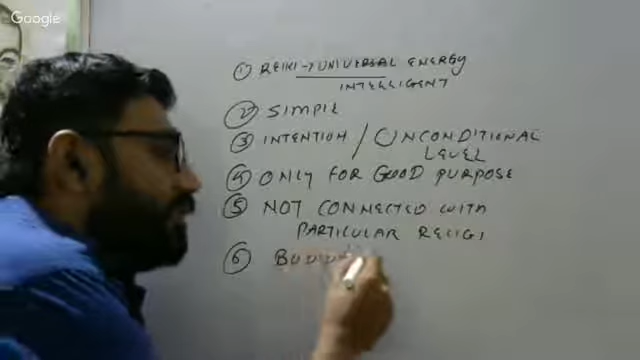 Google
① REIKI → UNIVERSAL ENERGY
INTELLIGENT
② SIMPLE
③ INTENTION / UNCONDITIONAL
LEVEL
④ ONLY FOR GOOD PURPOSE
⑤ NOT CONNECTED WITH
PARTICULAR RELIGI
⑥ BUDD